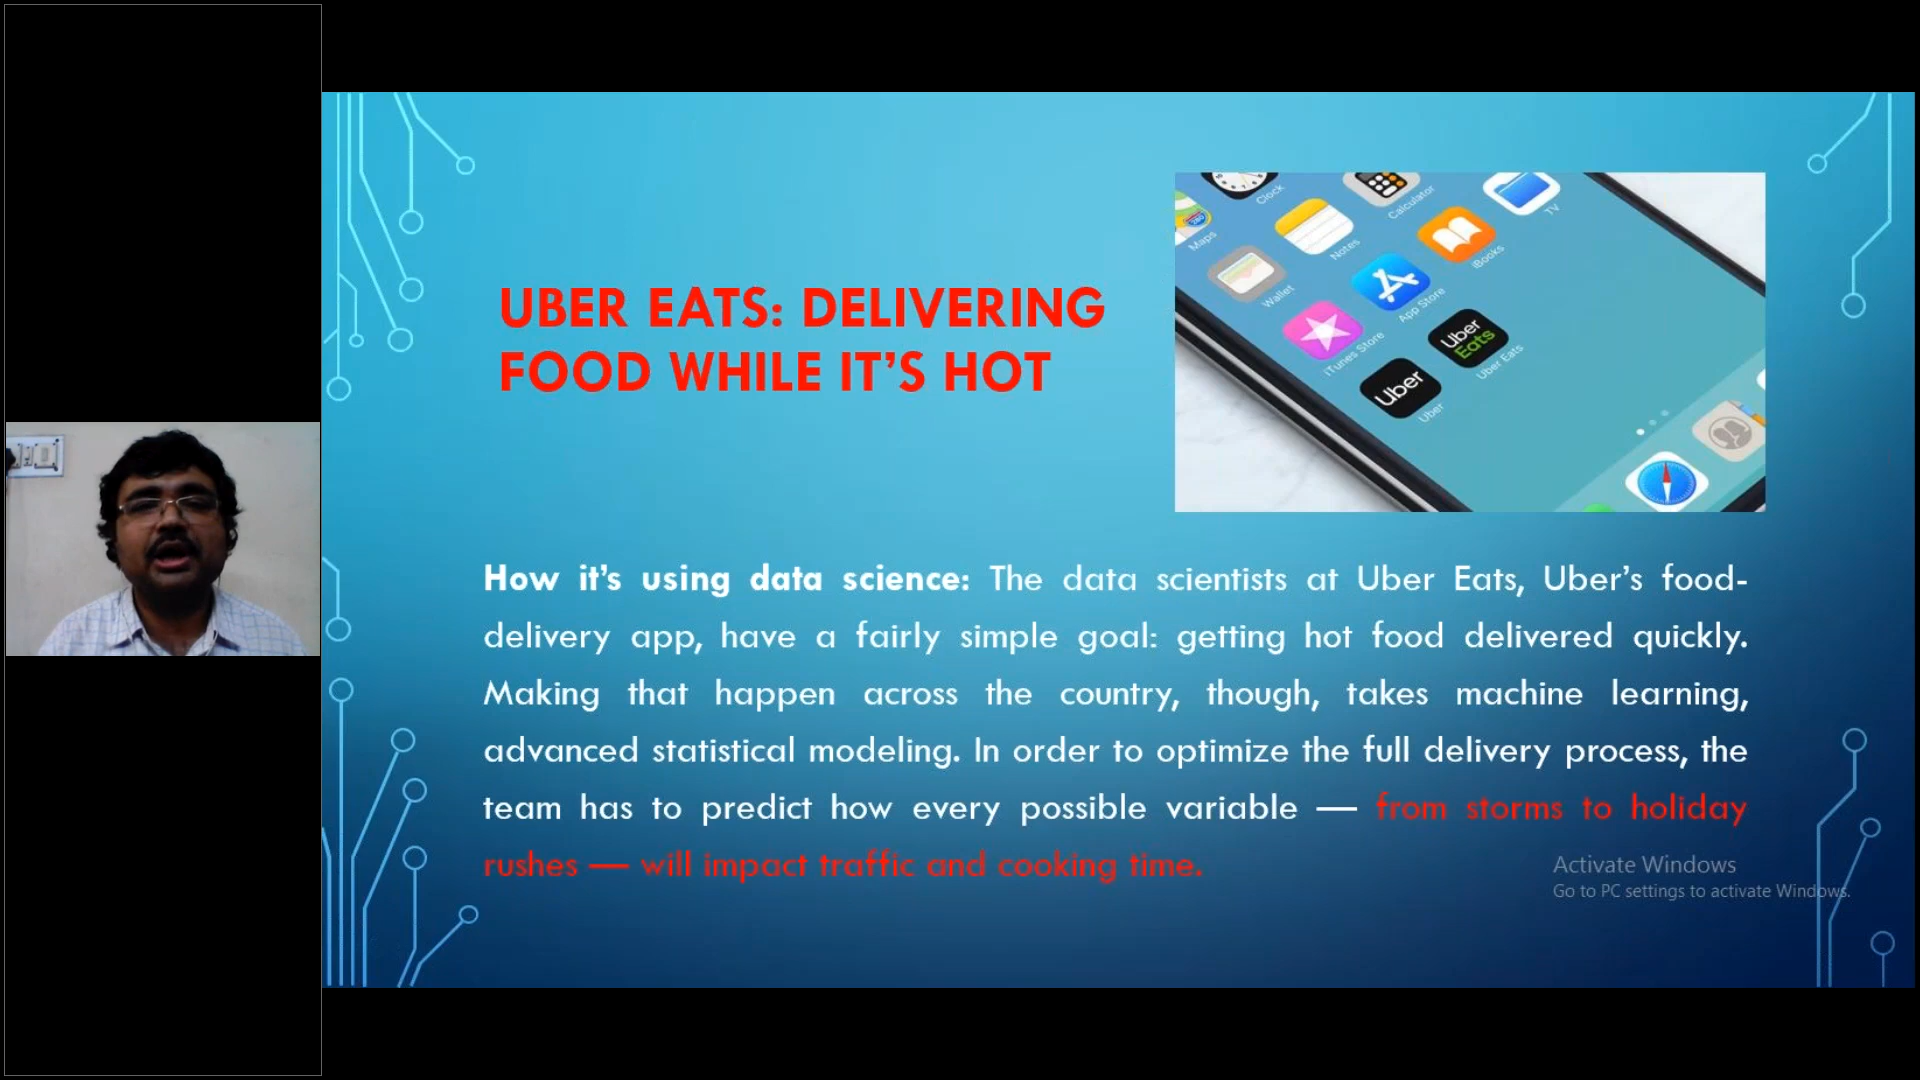 UBER EATS: DELIVERING
FOOD WHILE IT’S HOT
Clock
Calculator
TV
Maps
Notes
iBooks
Wallet
App Store
iTunes Store
Uber
Eats
Uber Eats
Uber
Uber
280
How it’s using data science: The data scientists at Uber Eats, Uber’s food-
delivery app, have a fairly simple goal: getting hot food delivered quickly.
Making that happen across the country, though, takes machine learning,
advanced statistical modeling. In order to optimize the full delivery process, the
team has to predict how every possible variable — from storms to holiday
rushes — will impact traffic and cooking time.
Activate Windows
Go to PC settings to activate Windows.